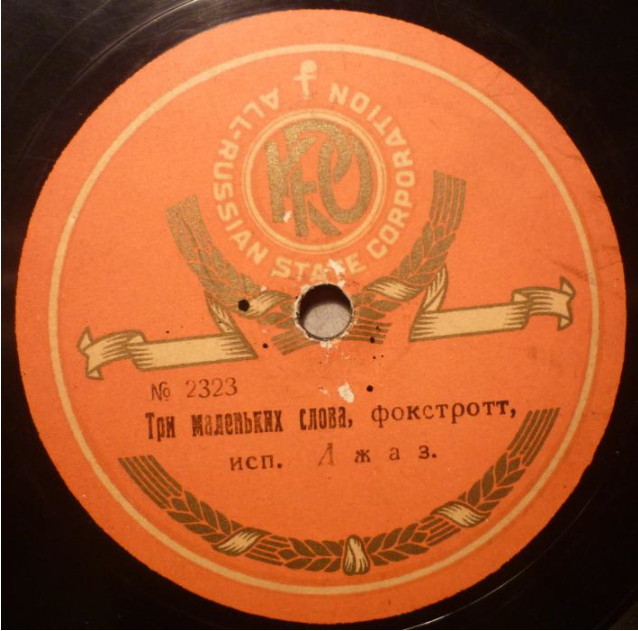 ALL-RUSSIAN STATE CORPORATION
№ 2323
Три маленьких слова, фокстротт,
исп. Джаз.